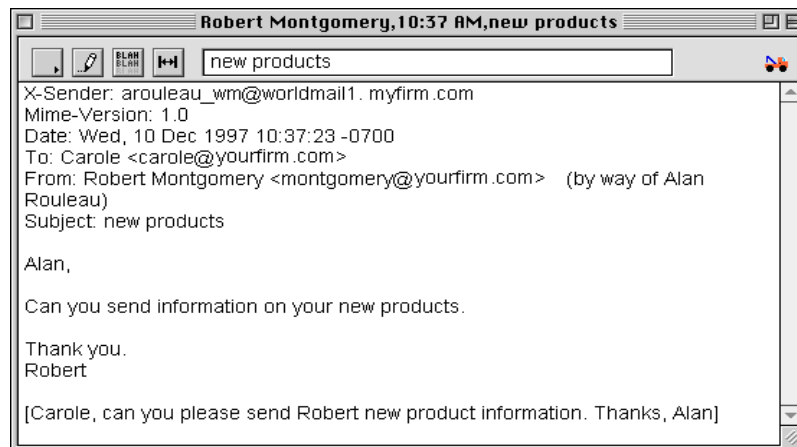 Robert Montgomery,10:37 AM,new products
BLAH
BLAH
new products
X-Sender: arouleau_wm@worldmail1. myfirm.com
Mime-Version: 1.0
Date: Wed, 10 Dec 1997 10:37:23 -0700
To: Carole <carole@yourfirm.com>
From: Robert Montgomery <montgomery@yourfirm.com> (by way of Alan
Rouleau)
Subject: new products
Alan,
Can you send information on your new products.
Thank you.
Robert
[Carole, can you please send Robert new product information. Thanks, Alan]